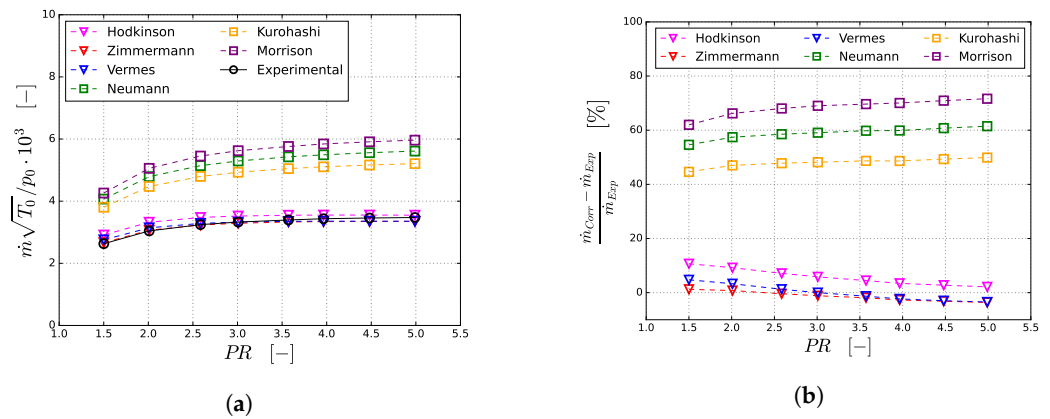 10
8
6
4
2
0
ṁ√T₀/p₀ · 10³ [−]
Hodkinson
Zimmermann
Vermes
Neumann
Kurohashi
Morrison
Experimental
1.0 1.5 2.0 2.5 3.0 3.5 4.0 4.5 5.0 5.5
PR [−]
(a)
100
80
60
40
20
0
[%]
ṁ_Corr − ṁ_Exp
ṁ_Exp
Hodkinson
Zimmermann
Vermes
Neumann
Kurohashi
Morrison
1.0 1.5 2.0 2.5 3.0 3.5 4.0 4.5 5.0 5.5
PR [−]
(b)